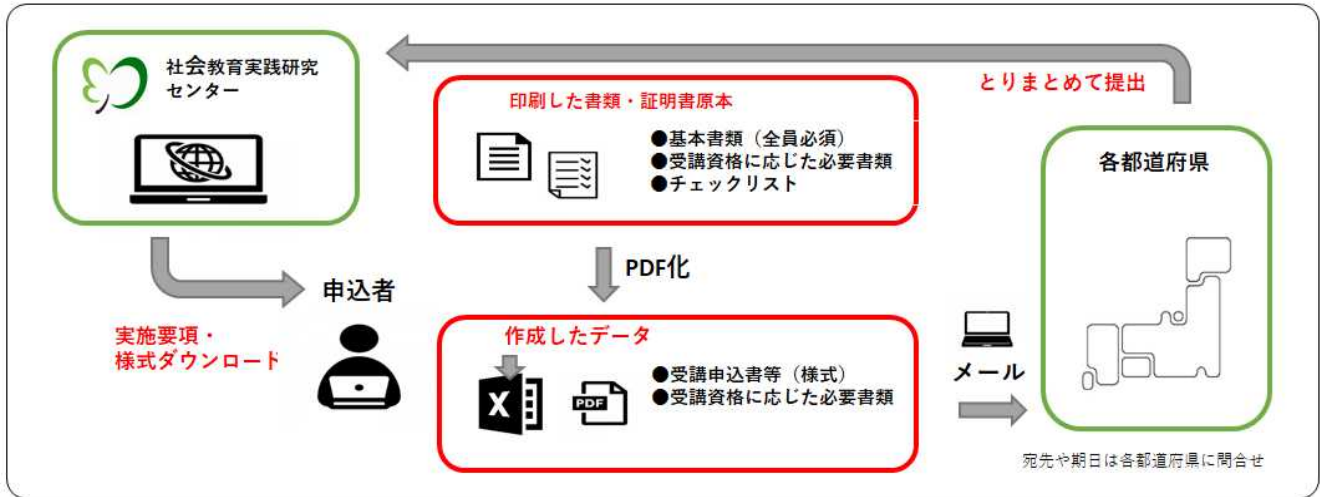 社会教育実践研究
センター
とりまとめて提出
印刷した書類・証明書原本
●基本書類（全員必須）
●受講資格に応じた必要書類
●チェックリスト
各都道府県
PDF化
申込者
実施要項・
様式ダウンロード
作成したデータ
X
PDF
●受講申込書等（様式）
●受講資格に応じた必要書類
メール
宛先や期日は各都道府県に問合せ